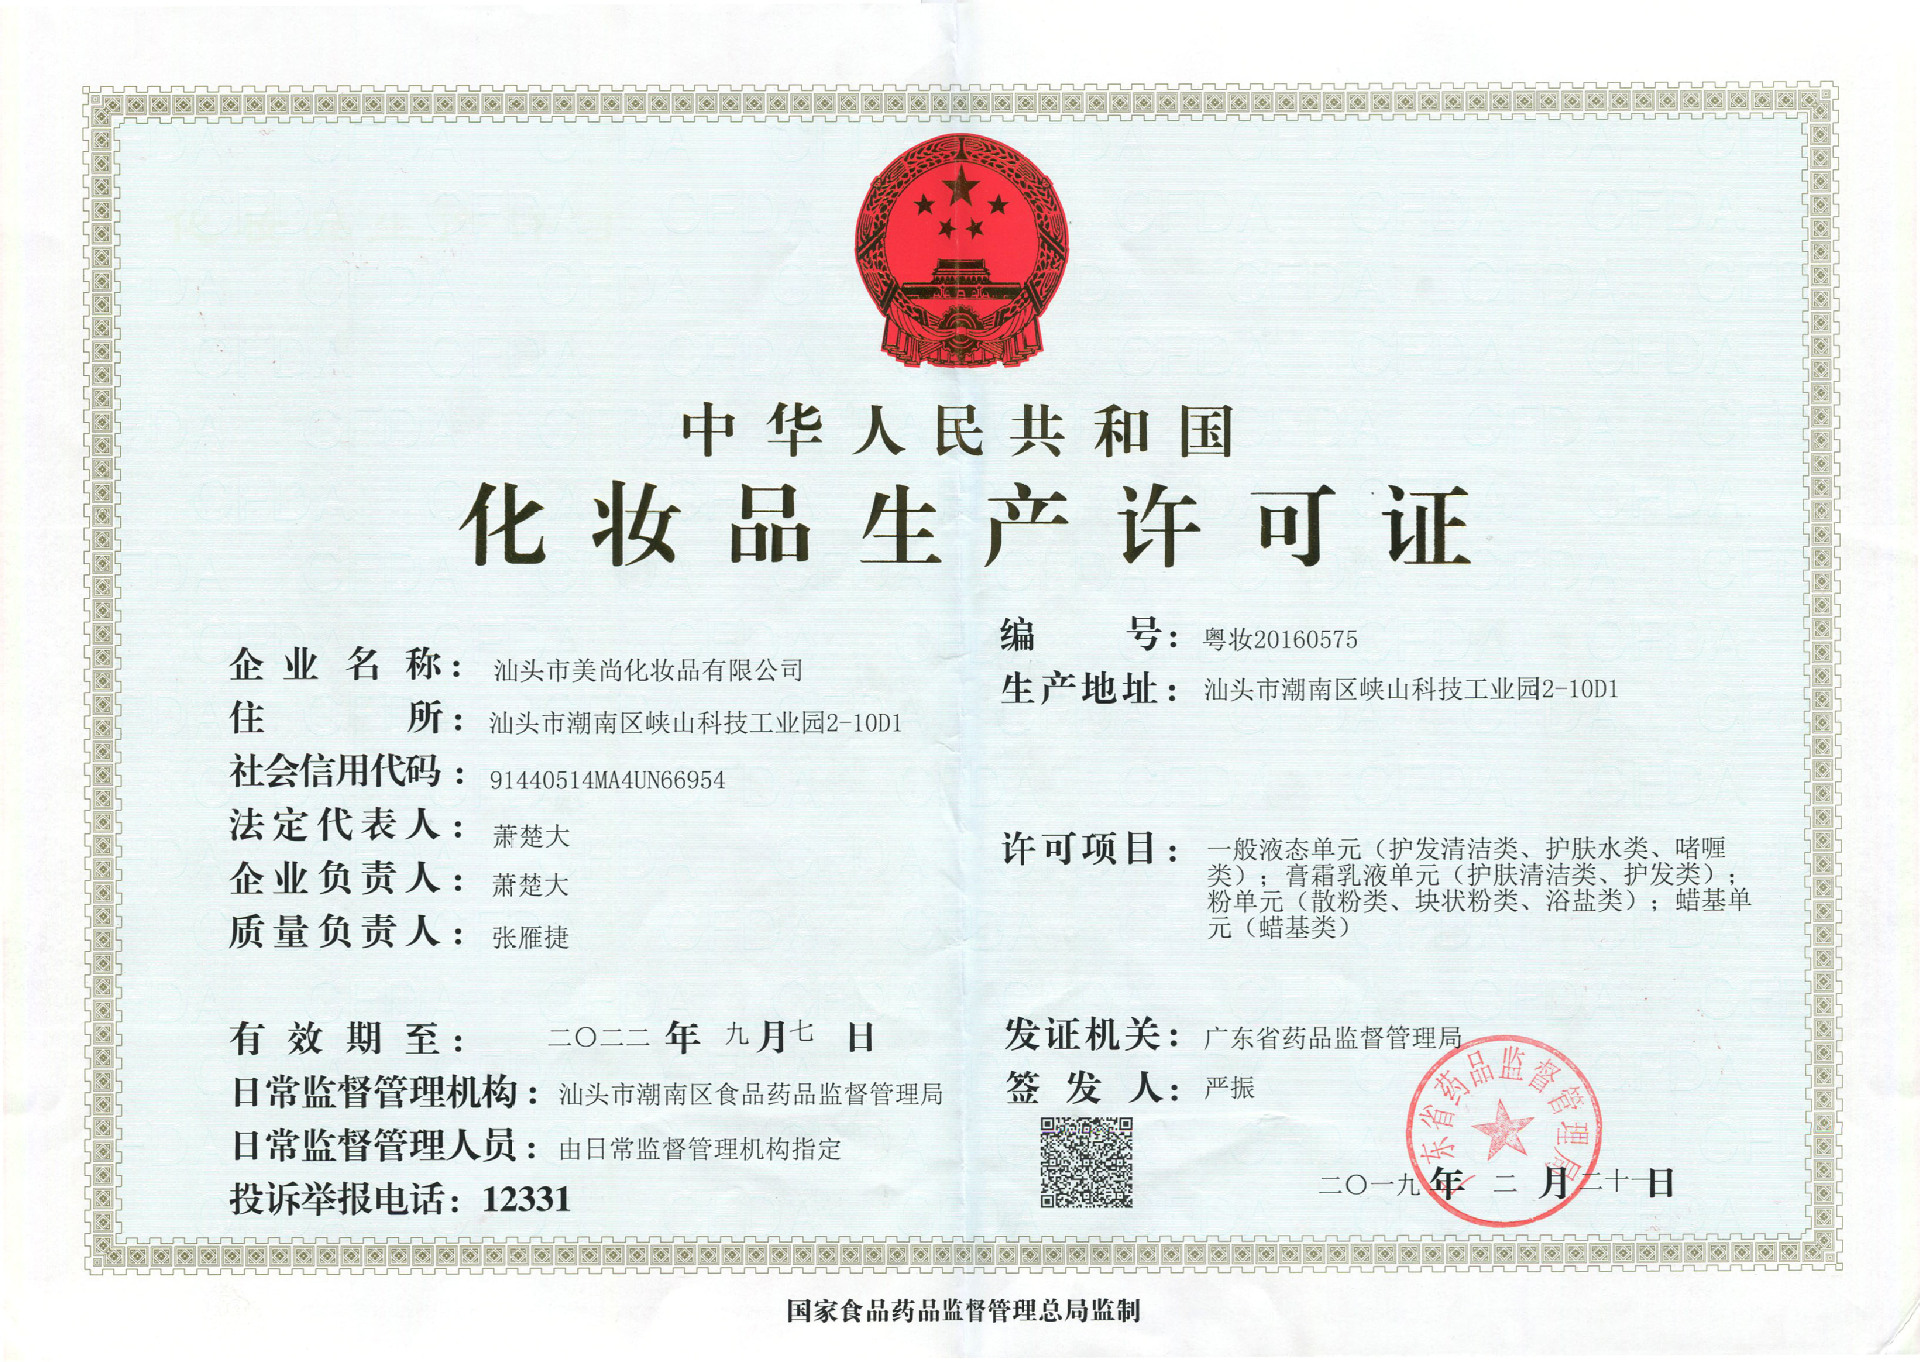 中华人民共和国
化妆品生产许可证
企业名称：汕头市美尚化妆品有限公司
住所：汕头市潮南区峡山科技工业园2-10D1
社会信用代码：91440514MA4UN66954
法定代表人：萧楚大
企业负责人：萧楚大
质量负责人：张雁捷
编号：粤妆20160575
生产地址：汕头市潮南区峡山科技工业园2-10D1
许可项目：一般液态单元（护发清洁类、护肤水类、啫喱
类）；膏霜乳液单元（护肤清洁类、护发类）；
粉单元（散粉类、块状粉类、浴盐类）；蜡基单
元（蜡基类）
有效期至：二〇二二年九月七日
日常监督管理机构：汕头市潮南区食品药品监督管理局
日常监督管理人员：由日常监督管理机构指定
投诉举报电话：12331
发证机关：广东省药品监督管理局
签发人：严振
广东省药品监督管理局
二〇一九年二月二十一日
国家食品药品监督管理总局监制